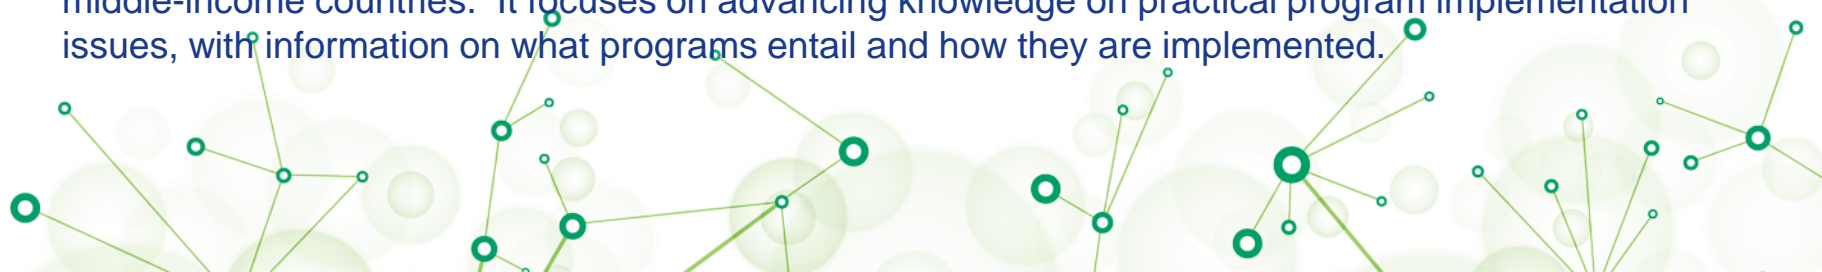 middle-income countries.  It focuses on advancing knowledge on practical program implementation
issues, with information on what programs entail and how they are implemented.